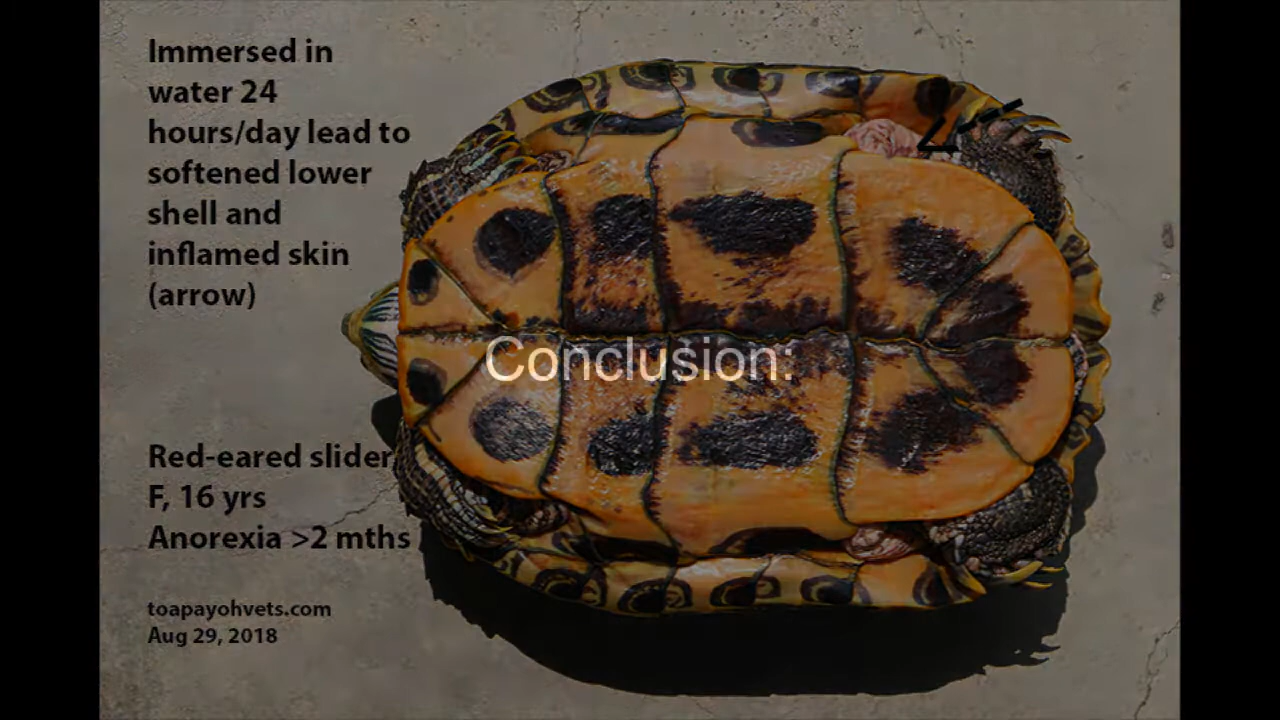 Immersed in
water 24
hours/day lead to
softened lower
shell and
inflamed skin
(arrow)
Conclusion:
Red-eared slider
F, 16 yrs
Anorexia >2 mths
toapayohvets.com
Aug 29, 2018